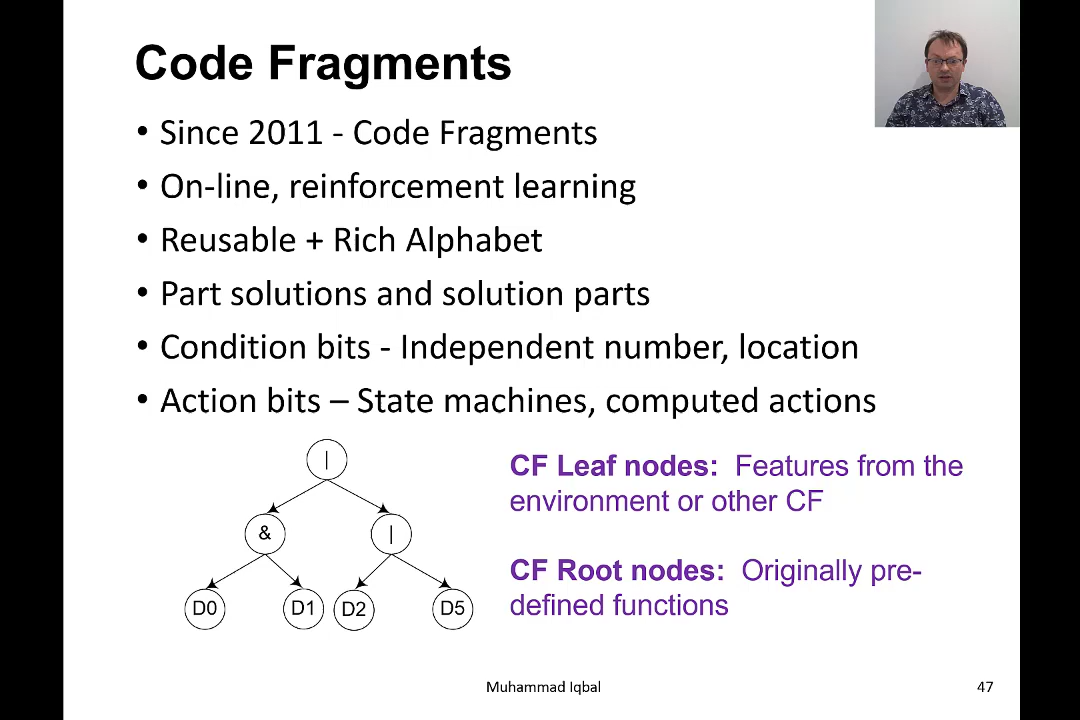 Code Fragments
• Since 2011 - Code Fragments
• On-line, reinforcement learning
• Reusable + Rich Alphabet
• Part solutions and solution parts
• Condition bits - Independent number, location
• Action bits – State machines, computed actions
|
& |
D0 D1 D2 D5
CF Leaf nodes: Features from the
environment or other CF
CF Root nodes: Originally pre-
defined functions
Muhammad Iqbal
47